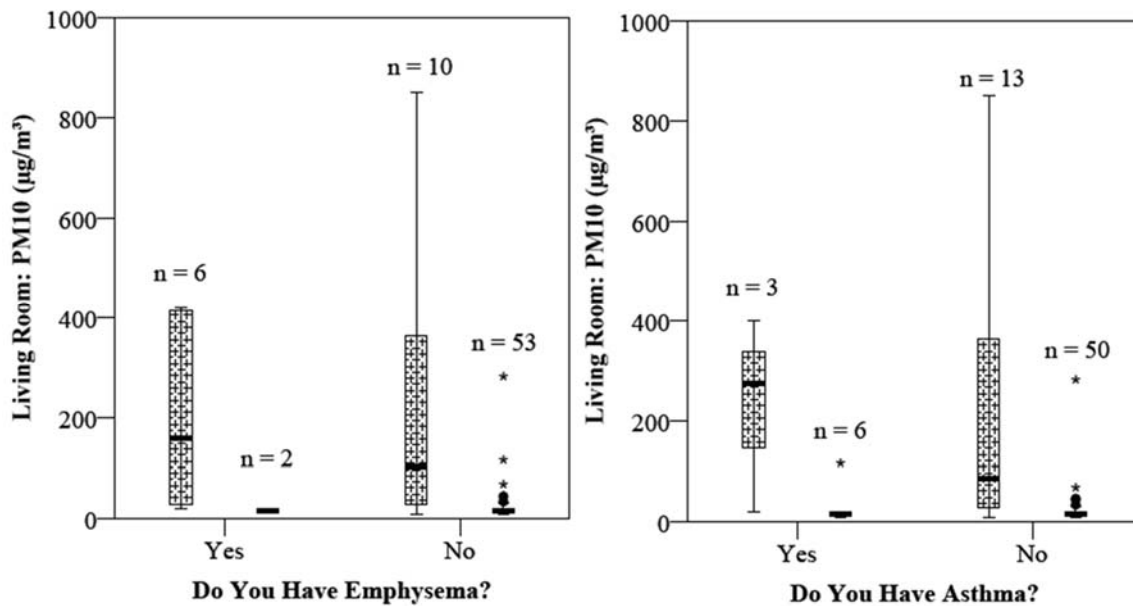 Living Room: PM10 (µg/m³)
1000
800
600
400
200
0
n = 6
n = 2
n = 10
n = 53
Yes
No
Do You Have Emphysema?
Living Room: PM10 (µg/m³)
1000
800
600
400
200
0
n = 3
n = 6
n = 13
n = 50
Yes
No
Do You Have Asthma?